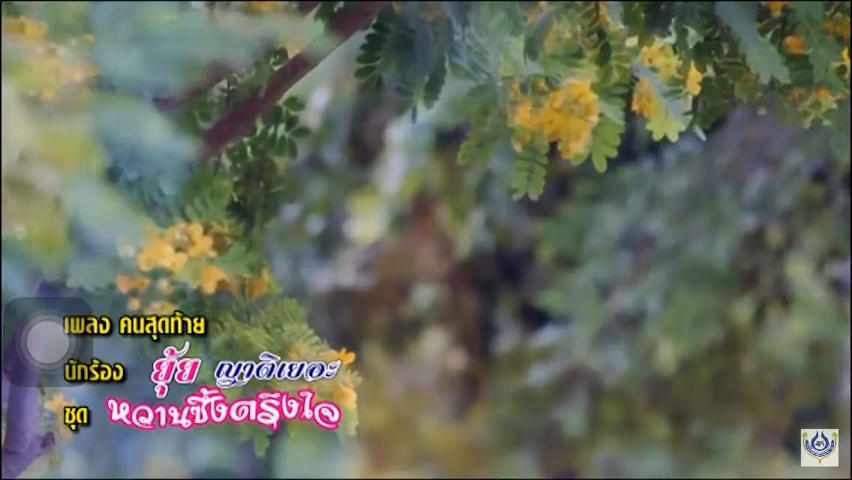 เพลง คนสุดท้าย
นักร้อง ยุ้ย ญาติเยอะ
ชุด หวานซึ้งตรึงใจ